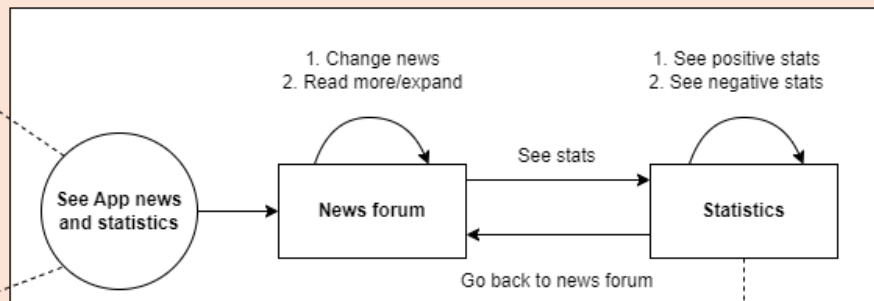 1. Change news
2. Read more/expand
1. See positive stats
2. See negative stats
See stats
See App news
and statistics
News forum
Statistics
Go back to news forum